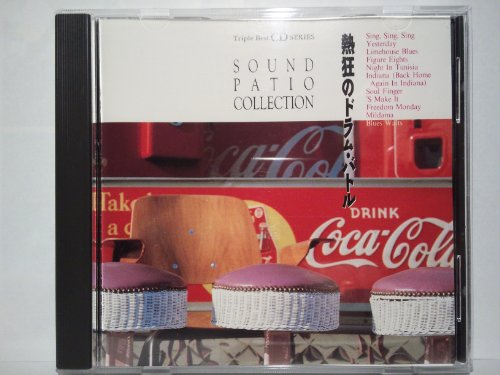 Triple Best CD SERIES
SOUND
PATIO
COLLECTION
熱狂のドラム・バトル
Sing, Sing, Sing
Yesterday
Limehouse Blues
Figure Eights
Night In Tunisia
Indiana (Back Home
Again In Indiana)
Soul Finger
'S Make It
Freedom Monday
Mildama
Blues Waltz
Coca-Cola
Take
a
DRINK
Coca-Cola